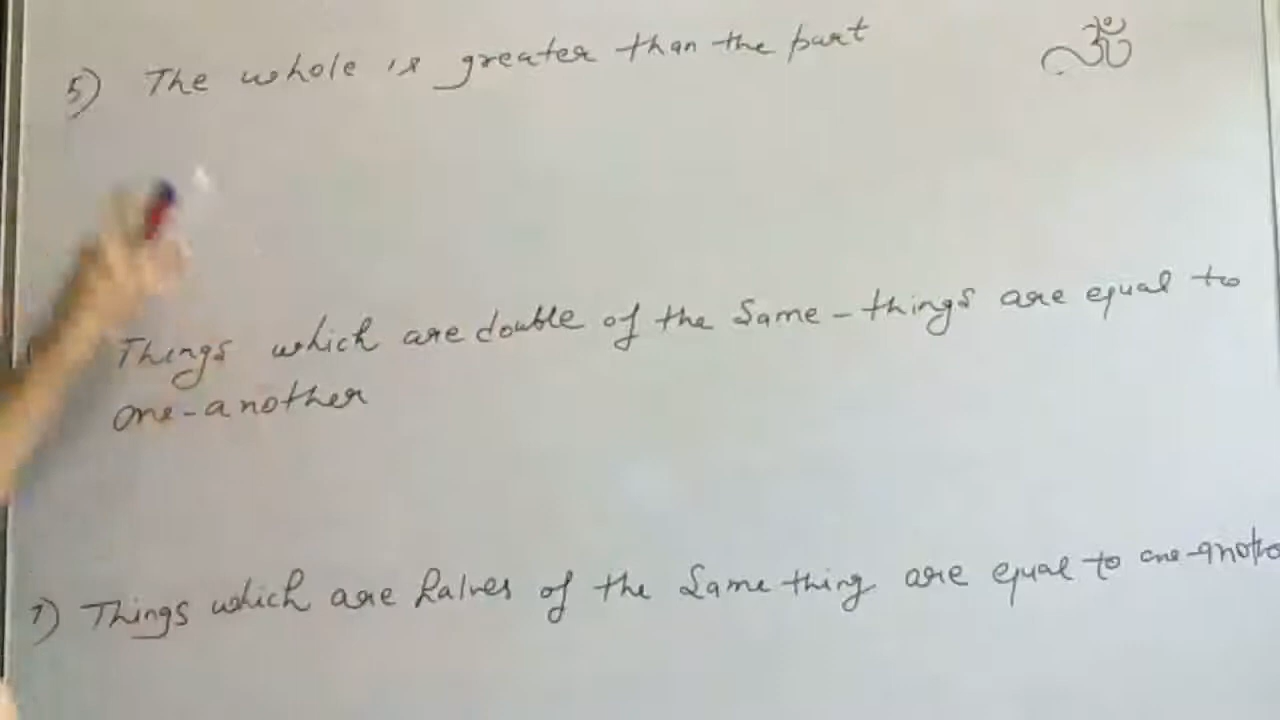 ॐ
5) The whole is greater than the part
Things which are double of the Same-things are equal to
one-another
7) Things which are halves of the Same thing are equal to